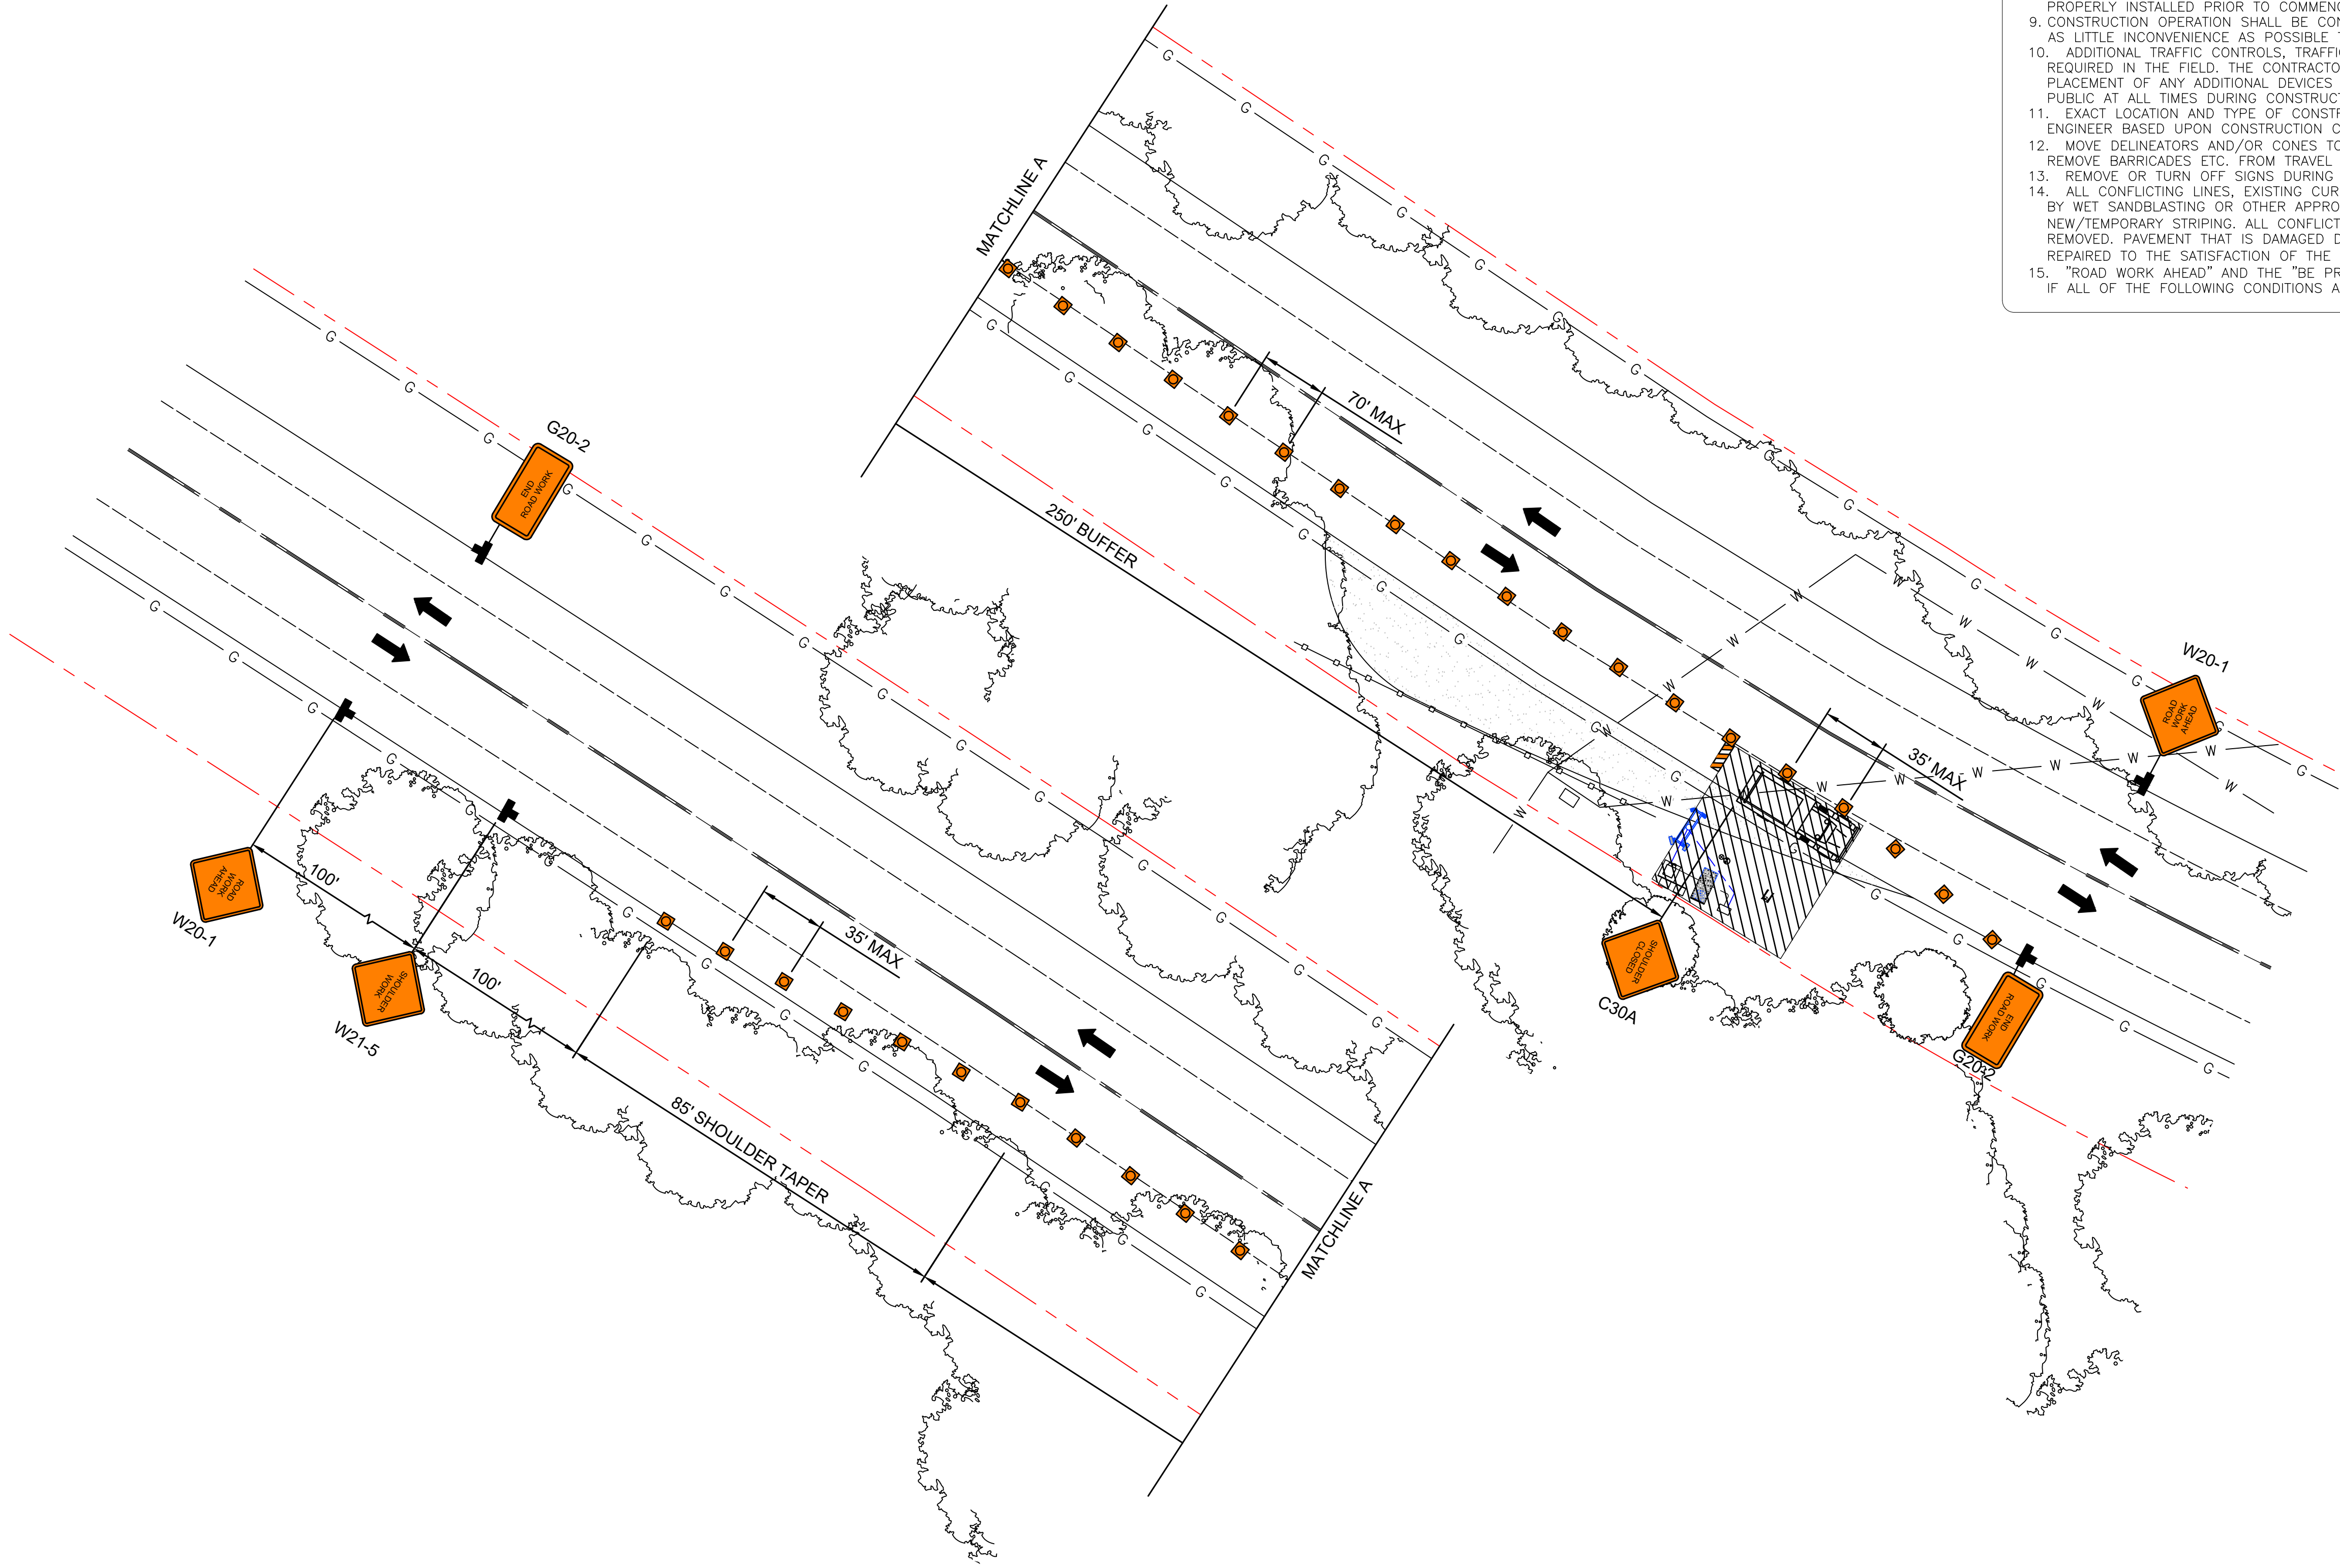 PROPERLY INSTALLED PRIOR TO COMMENC
9. CONSTRUCTION OPERATION SHALL BE CON
AS LITTLE INCONVENIENCE AS POSSIBLE T
10. ADDITIONAL TRAFFIC CONTROLS, TRAFFI
REQUIRED IN THE FIELD. THE CONTRACTO
PLACEMENT OF ANY ADDITIONAL DEVICES
PUBLIC AT ALL TIMES DURING CONSTRUCT
11. EXACT LOCATION AND TYPE OF CONSTR
ENGINEER BASED UPON CONSTRUCTION C
12. MOVE DELINEATORS AND/OR CONES TO
REMOVE BARRICADES ETC. FROM TRAVEL
13. REMOVE OR TURN OFF SIGNS DURING
14. ALL CONFLICTING LINES, EXISTING CUR
BY WET SANDBLASTING OR OTHER APPRO
NEW/TEMPORARY STRIPING. ALL CONFLICT
REMOVED. PAVEMENT THAT IS DAMAGED D
REPAIRED TO THE SATISFACTION OF THE
15. "ROAD WORK AHEAD" AND THE "BE PR
IF ALL OF THE FOLLOWING CONDITIONS A
MATCHLINE A
70' MAX
250' BUFFER
W20-1
ROAD
WORK
AHEAD
35' MAX
SHOULDER
CLOSED
C30A
END
ROAD WORK
G20-2
G20-2
END
ROAD WORK
ROAD
WORK
AHEAD
W20-1
100'
SHOULDER
WORK
W21-5
100'
35' MAX
85' SHOULDER TAPER
MATCHLINE A